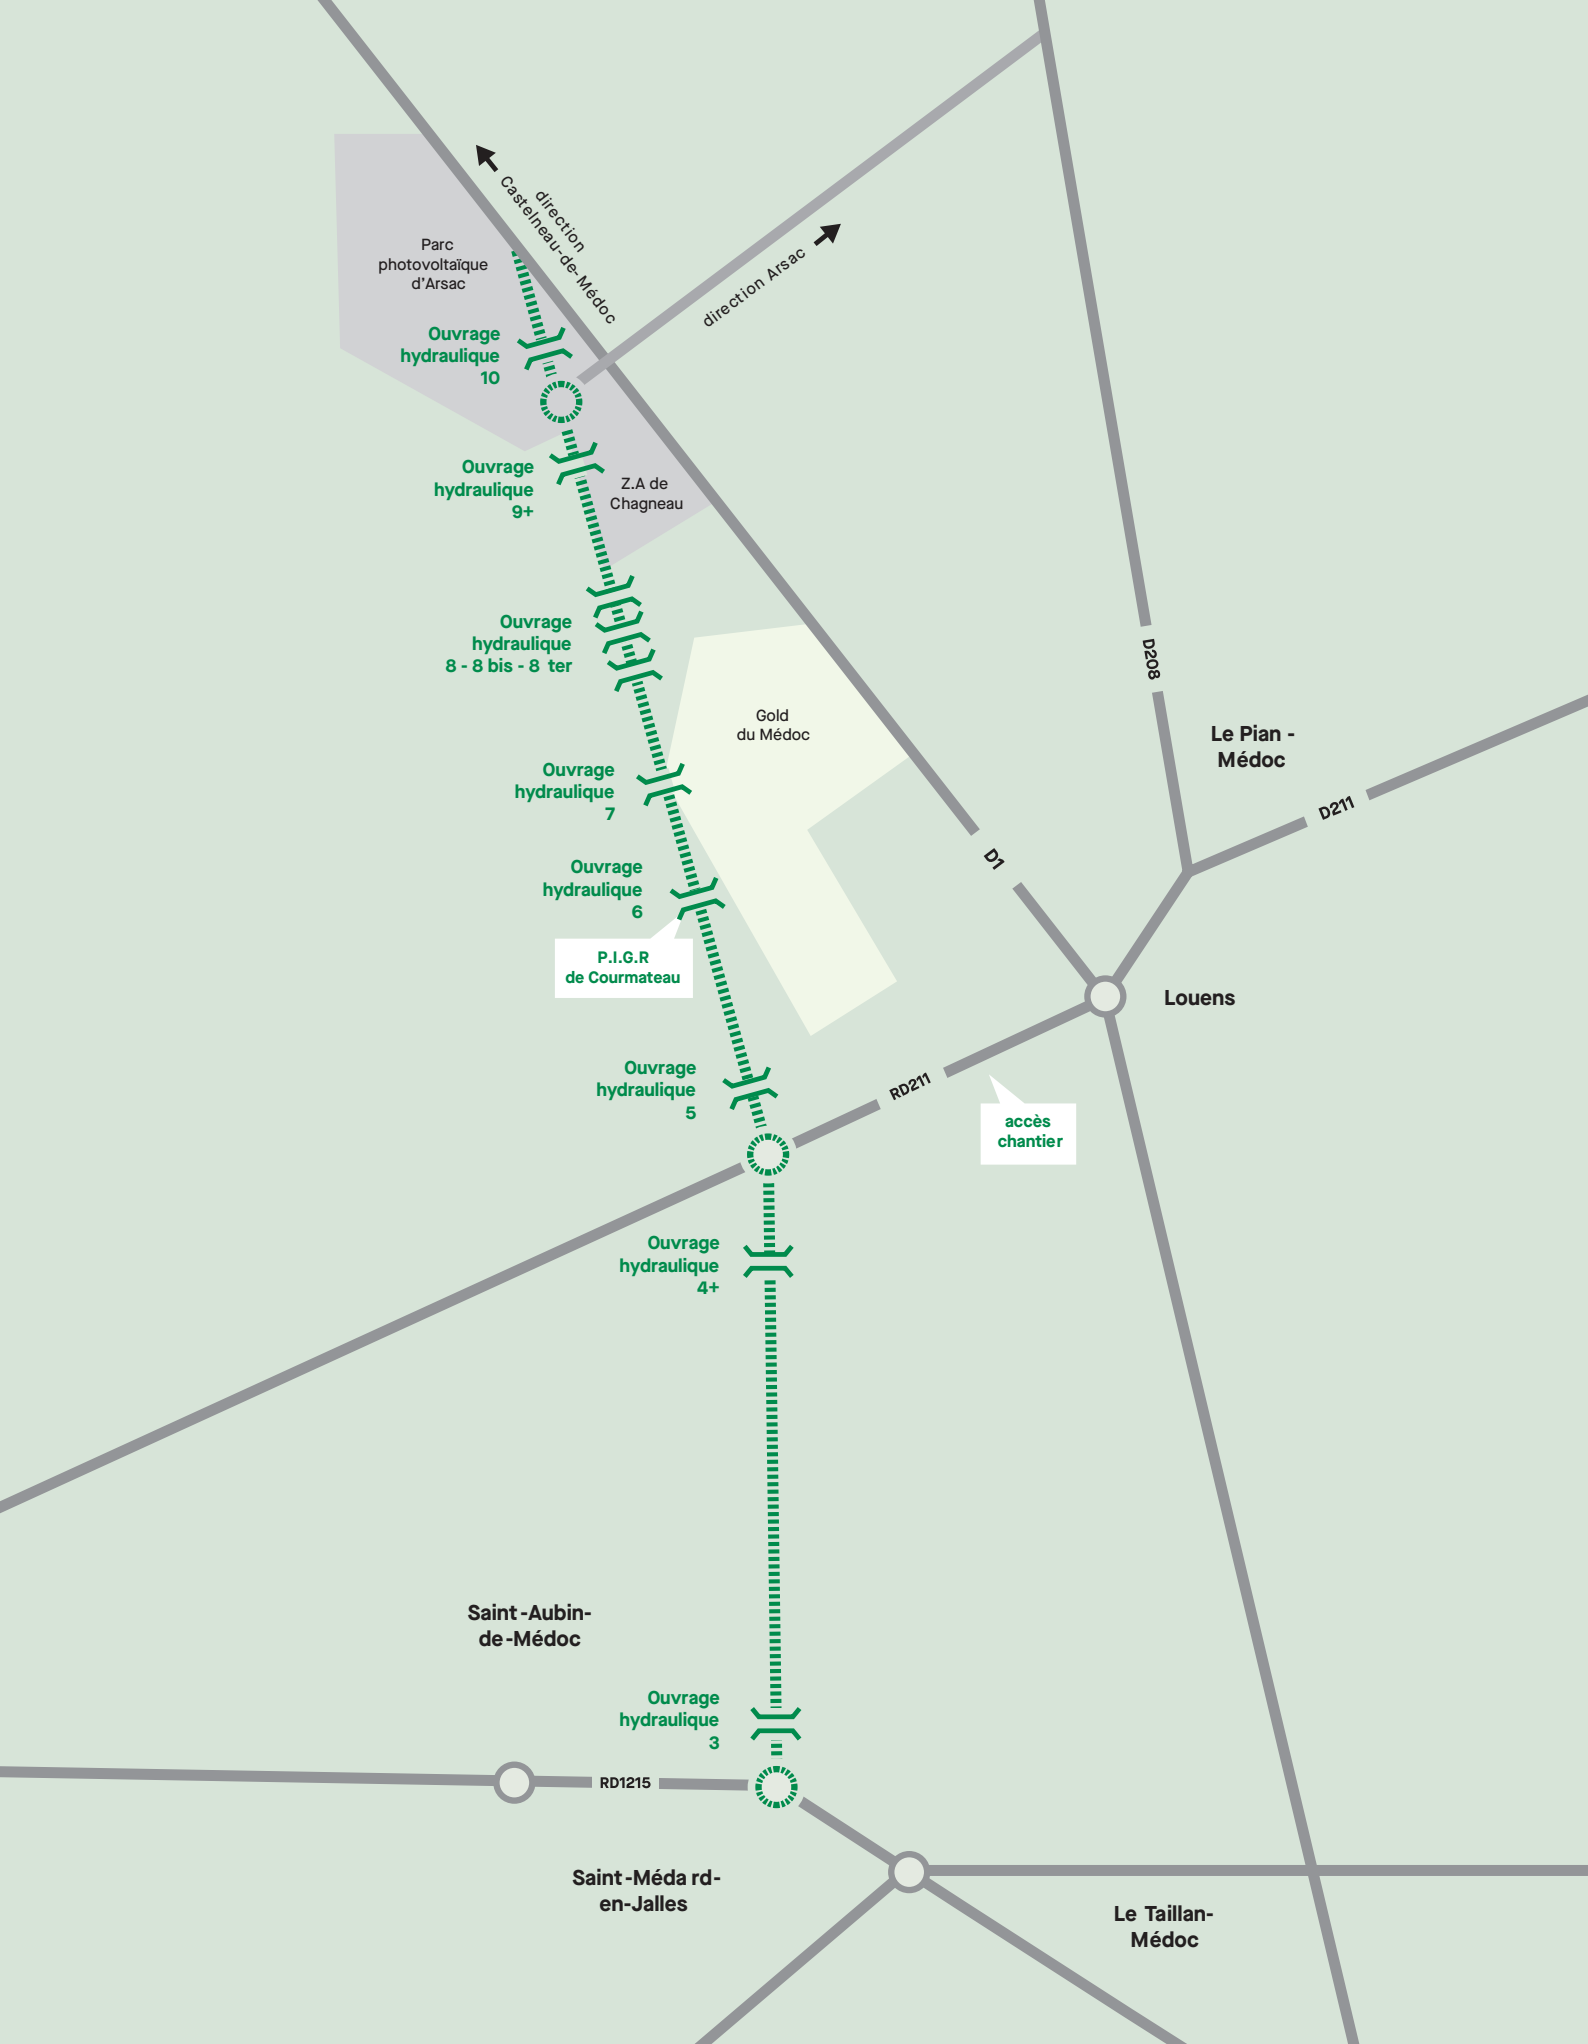 direction
Castelneau-de-Médoc
direction Arsac
Parc
photovoltaïque
d'Arsac
Ouvrage
hydraulique
10
Ouvrage
hydraulique
9+
Z.A de
Chagneau
Ouvrage
hydraulique
8 - 8 bis - 8 ter
D208
Gold
du Médoc
Le Pian -
Médoc
Ouvrage
hydraulique
7
D211
D1
Ouvrage
hydraulique
6
P.I.G.R
de Courmateau
Louens
Ouvrage
hydraulique
5
RD211
accès
chantier
Ouvrage
hydraulique
4+
Saint-Aubin-
de-Médoc
Ouvrage
hydraulique
3
RD1215
Saint-Méda rd-
en-Jalles
Le Taillan-
Médoc